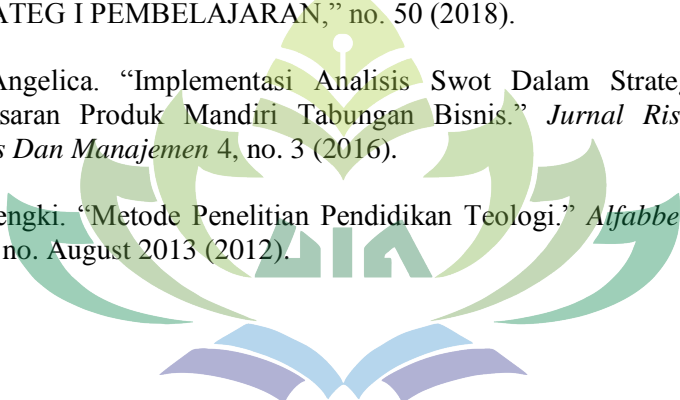 ATEG I PEMBELAJARAN,” no. 50 (2018).
Angelica. “Implementasi Analisis Swot Dalam Strateg
saran Produk Mandiri Tabungan Bisnis.” Jurnal Ris
s Dan Manajemen 4, no. 3 (2016).
engki. “Metode Penelitian Pendidikan Teologi.” Alfabbe
no. August 2013 (2012).